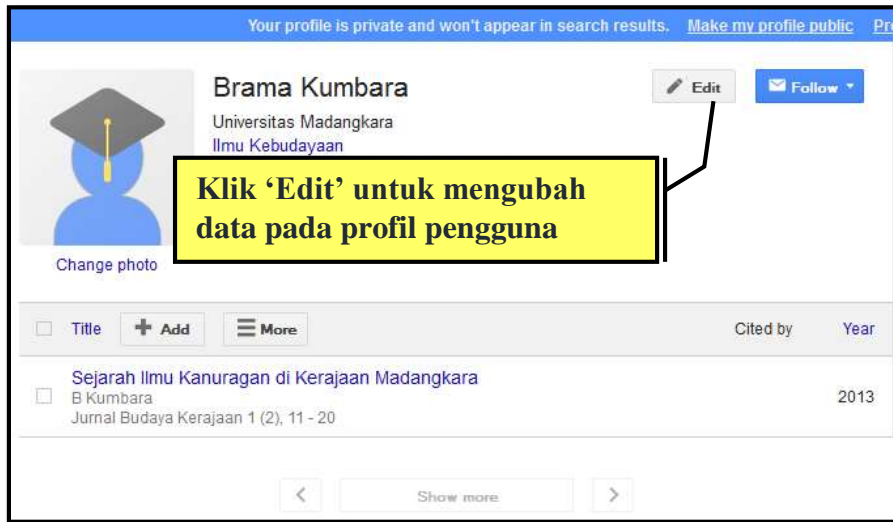 Your profile is private and won't appear in search results. Make my profile public
Brama Kumbara
Edit
Follow
Universitas Madangkara
Ilmu Kebudayaan
Klik ‘Edit’ untuk mengubah
data pada profil pengguna
Change photo
Title Add More Cited by Year
Sejarah Ilmu Kanuragan di Kerajaan Madangkara
B Kumbara 2013
Jurnal Budaya Kerajaan 1 (2), 11 - 20
Show more